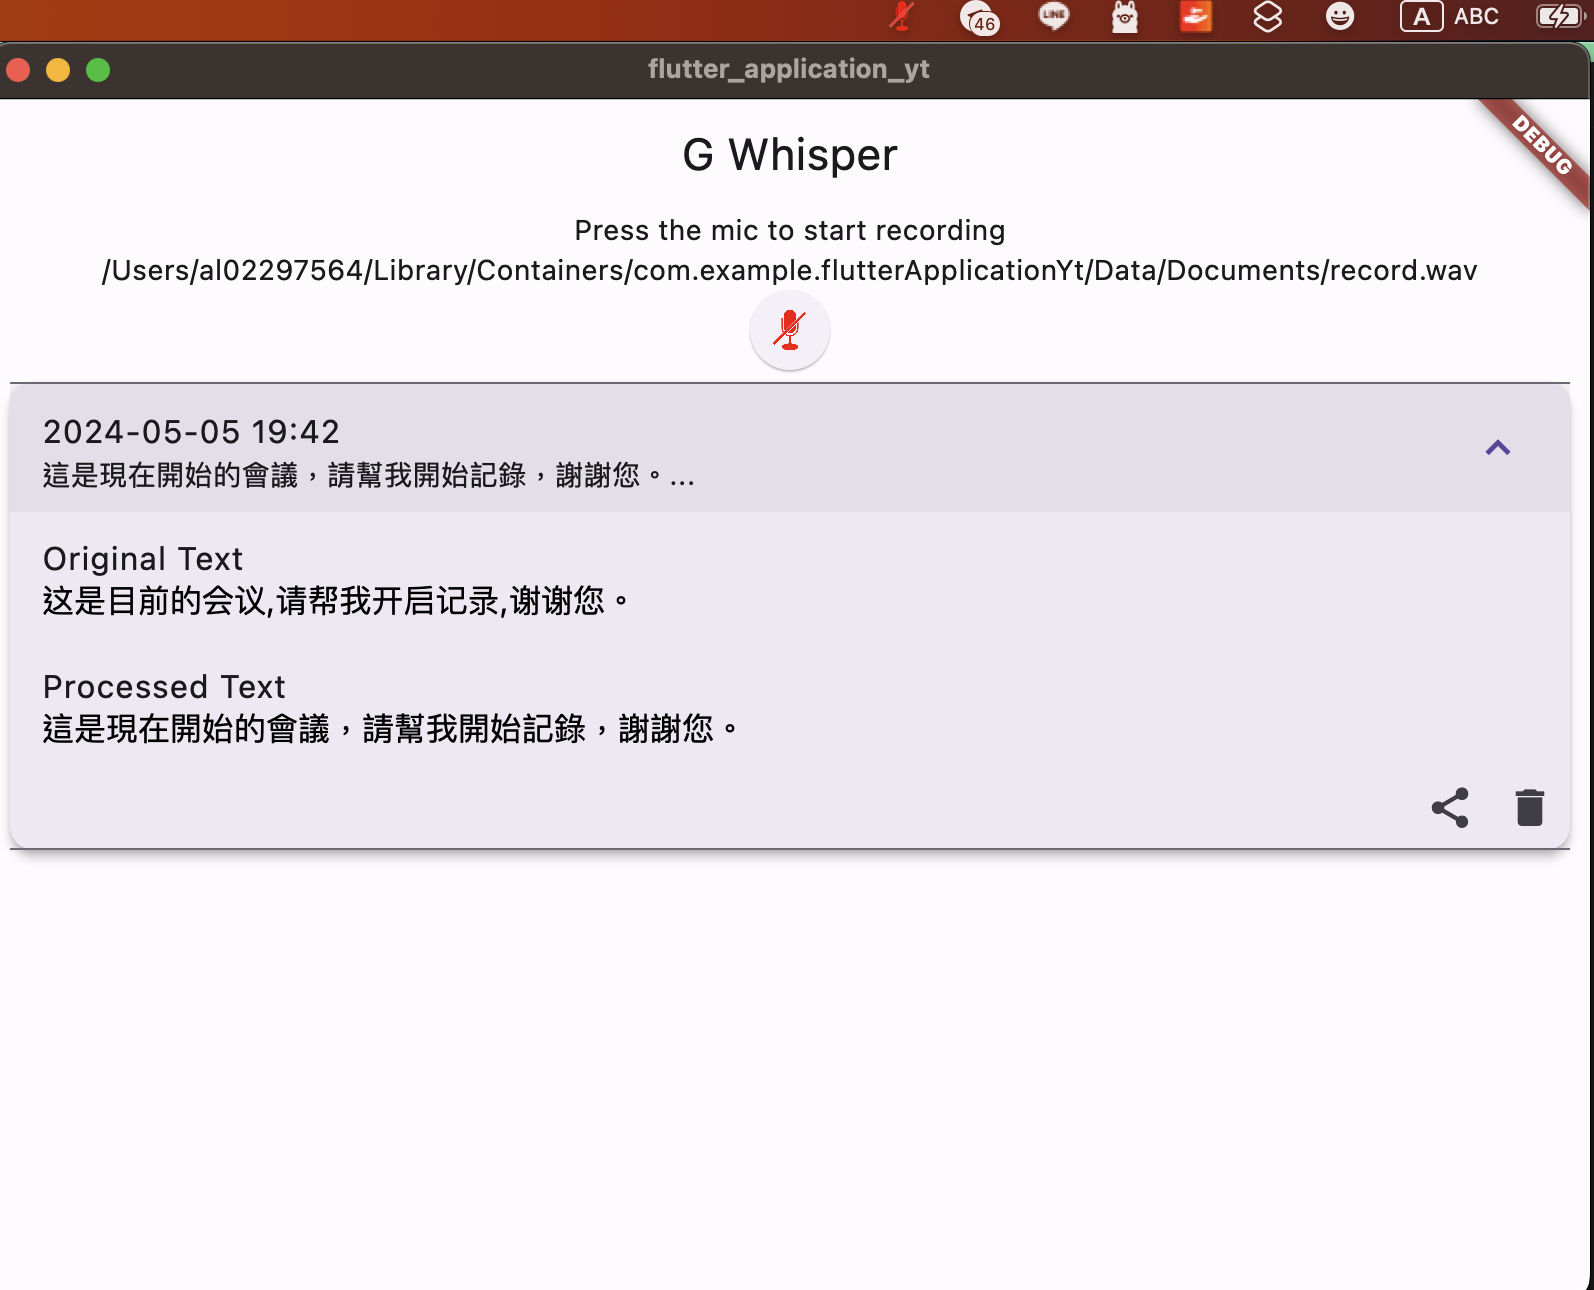 46
LINE
A ABC
flutter_application_yt
DEBUG
G Whisper
Press the mic to start recording
/Users/al02297564/Library/Containers/com.example.flutterApplicationYt/Data/Documents/record.wav
2024-05-05 19:42
這是現在開始的會議，請幫我開始記錄，謝謝您。...
Original Text
这是目前的会议,请帮我开启记录,谢谢您。
Processed Text
這是現在開始的會議，請幫我開始記錄，謝謝您。